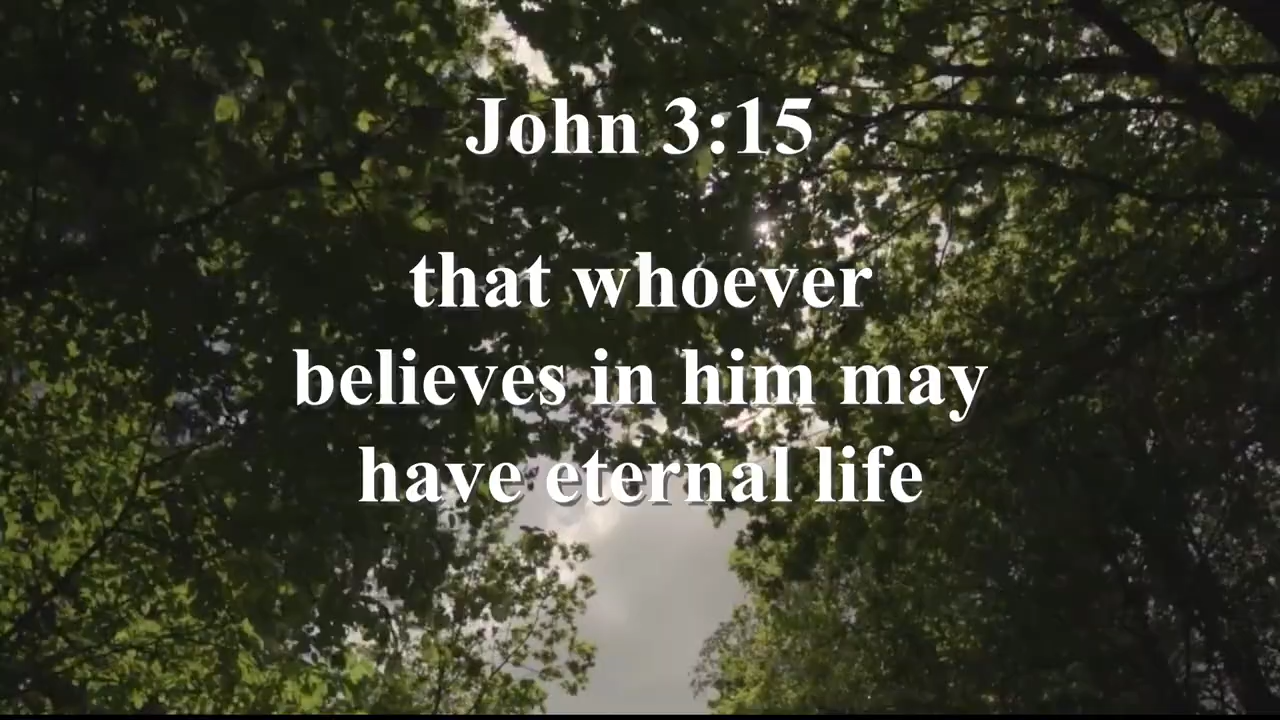 John 3:15
that whoever
believes in him may
have eternal life